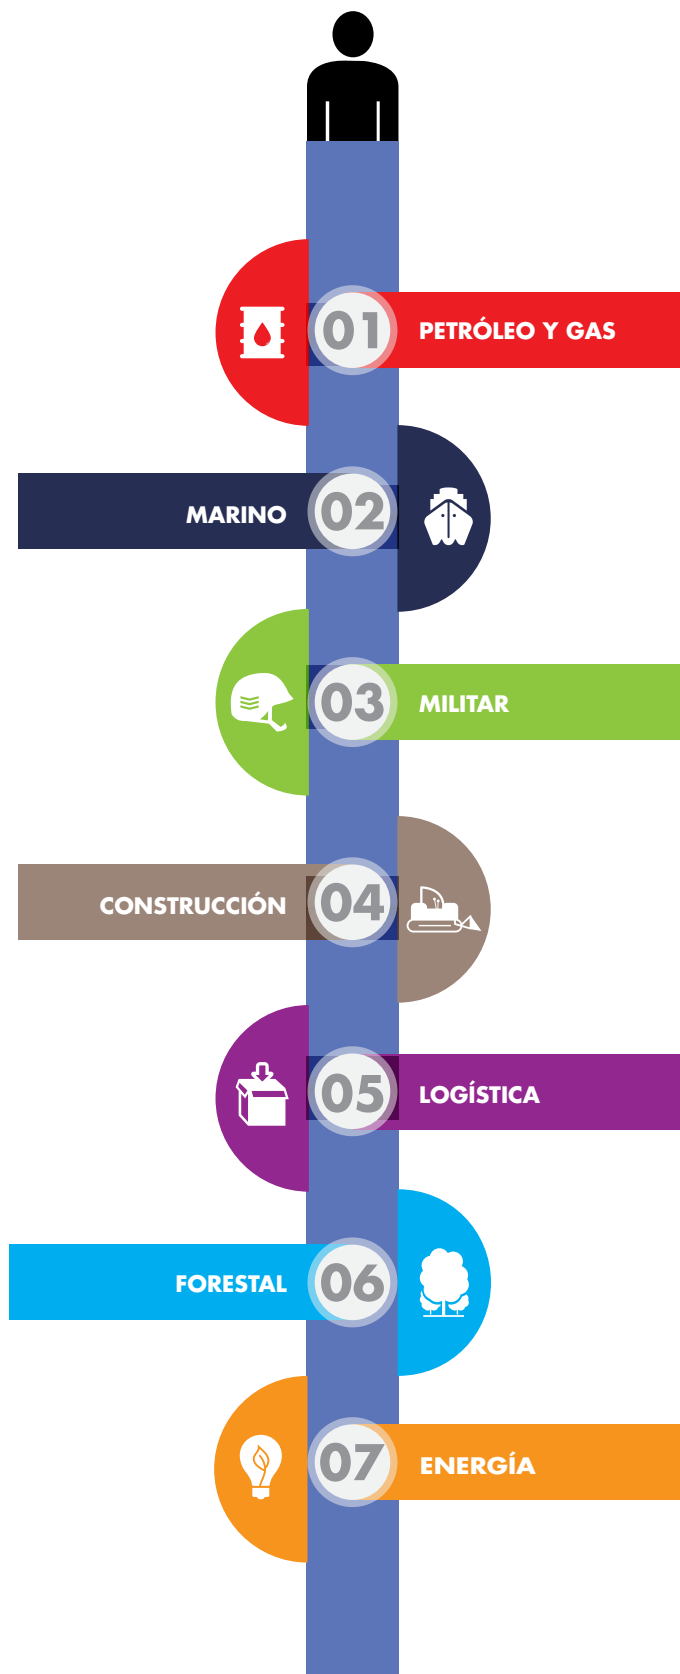 01
PETRÓLEO Y GAS
MARINO
02
03
MILITAR
CONSTRUCCIÓN
04
05
LOGÍSTICA
FORESTAL
06
07
ENERGÍA